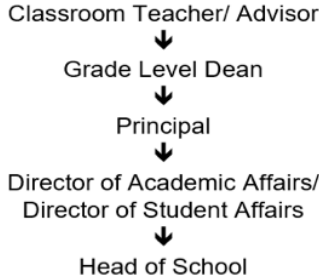 Classroom Teacher/ Advisor
Grade Level Dean
Principal
Director of Academic Affairs/
Director of Student Affairs
Head of School